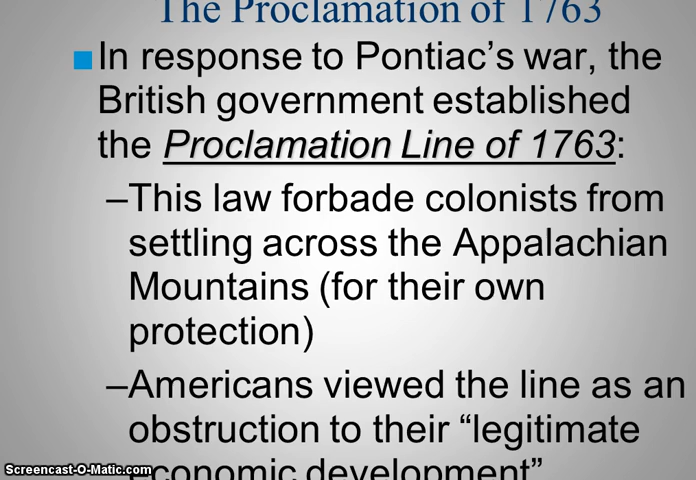 The Proclamation of 1763
In response to Pontiac's war, the
British government established
the Proclamation Line of 1763:
–This law forbade colonists from
settling across the Appalachian
Mountains (for their own
protection)
–Americans viewed the line as an
obstruction to their “legitimate
economic development”
Screencast-O-Matic.com